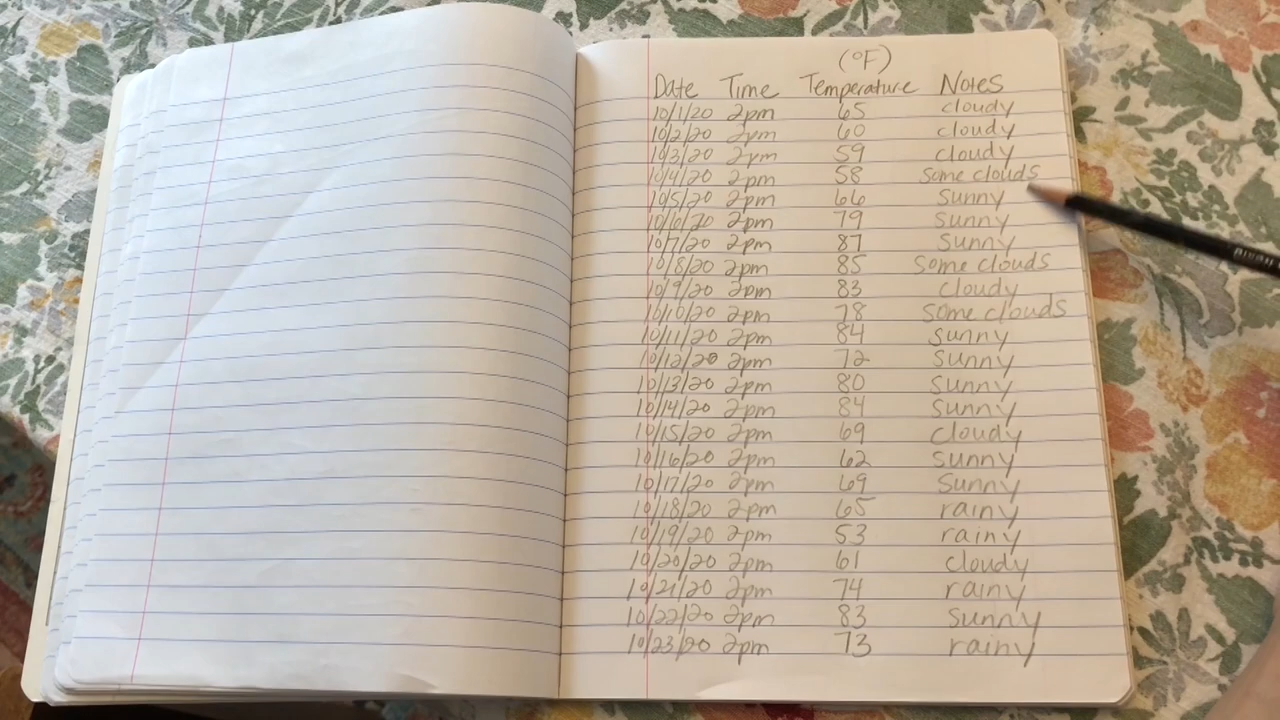 (°F)
Date Time Temperature Notes
10/1/20 2pm 65 cloudy
10/2/20 2pm 60 cloudy
10/3/20 2pm 59 cloudy
10/4/20 2pm 58 some clouds
10/5/20 2pm 66 sunny
10/6/20 2pm 79 sunny
10/7/20 2pm 87 sunny
10/8/20 2pm 85 some clouds
10/9/20 2pm 83 cloudy
10/10/20 2pm 78 some clouds
10/11/20 2pm 84 sunny
10/12/20 2pm 72 sunny
10/13/20 2pm 80 sunny
10/14/20 2pm 84 sunny
10/15/20 2pm 69 cloudy
10/16/20 2pm 62 sunny
10/17/20 2pm 69 sunny
10/18/20 2pm 65 rainy
10/19/20 2pm 53 rainy
10/20/20 2pm 61 cloudy
10/21/20 2pm 74 rainy
10/22/20 2pm 83 sunny
10/23/20 2pm 73 rainy